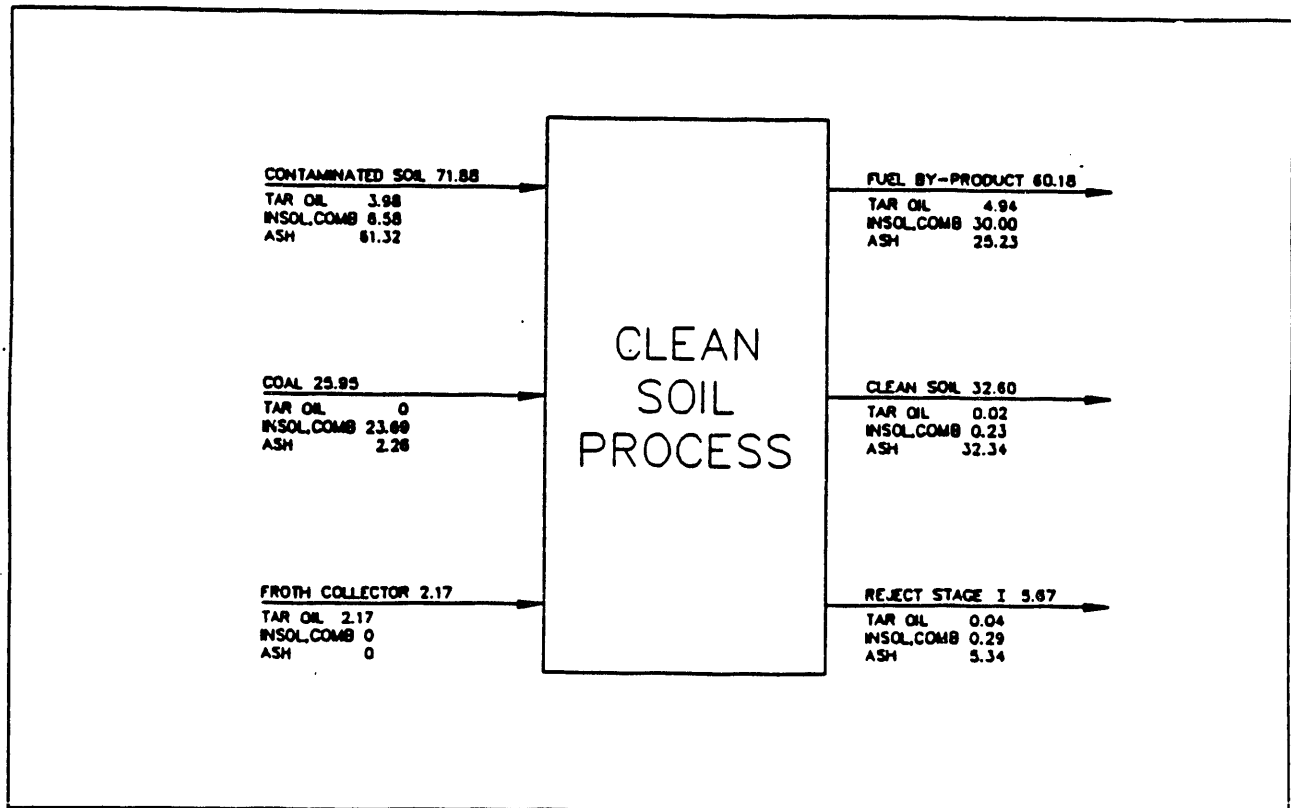 CONTAMINATED SOIL 71.88
TAR OIL 3.98
INSOL,COMB 6.58
ASH 61.32
COAL 25.95
TAR OIL 0
INSOL,COMB 23.69
ASH 2.26
FROTH COLLECTOR 2.17
TAR OIL 2.17
INSOL,COMB 0
ASH 0
CLEAN
SOIL
PROCESS
FUEL BY-PRODUCT 60.18
TAR OIL 4.94
INSOL,COMB 30.00
ASH 25.23
CLEAN SOIL 32.60
TAR OIL 0.02
INSOL,COMB 0.23
ASH 32.34
REJECT STAGE I 5.67
TAR OIL 0.04
INSOL,COMB 0.29
ASH 5.34